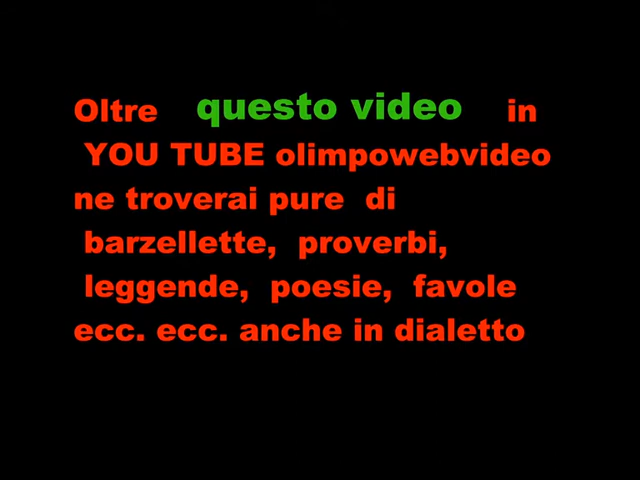 Oltre questo video in
YOU TUBE olimpowebvideo
ne troverai pure di
barzellette, proverbi,
leggende, poesie, favole
ecc. ecc. anche in dialetto